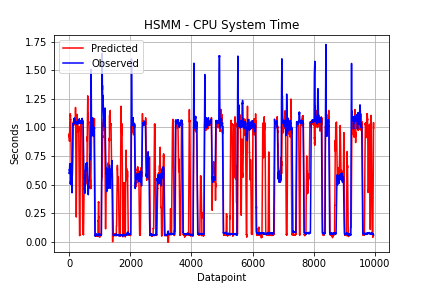 HSMM - CPU System Time
Predicted
Observed
1.75
1.50
1.25
1.00
0.75
0.50
0.25
0.00
Seconds
0 2000 4000 6000 8000 10000
Datapoint